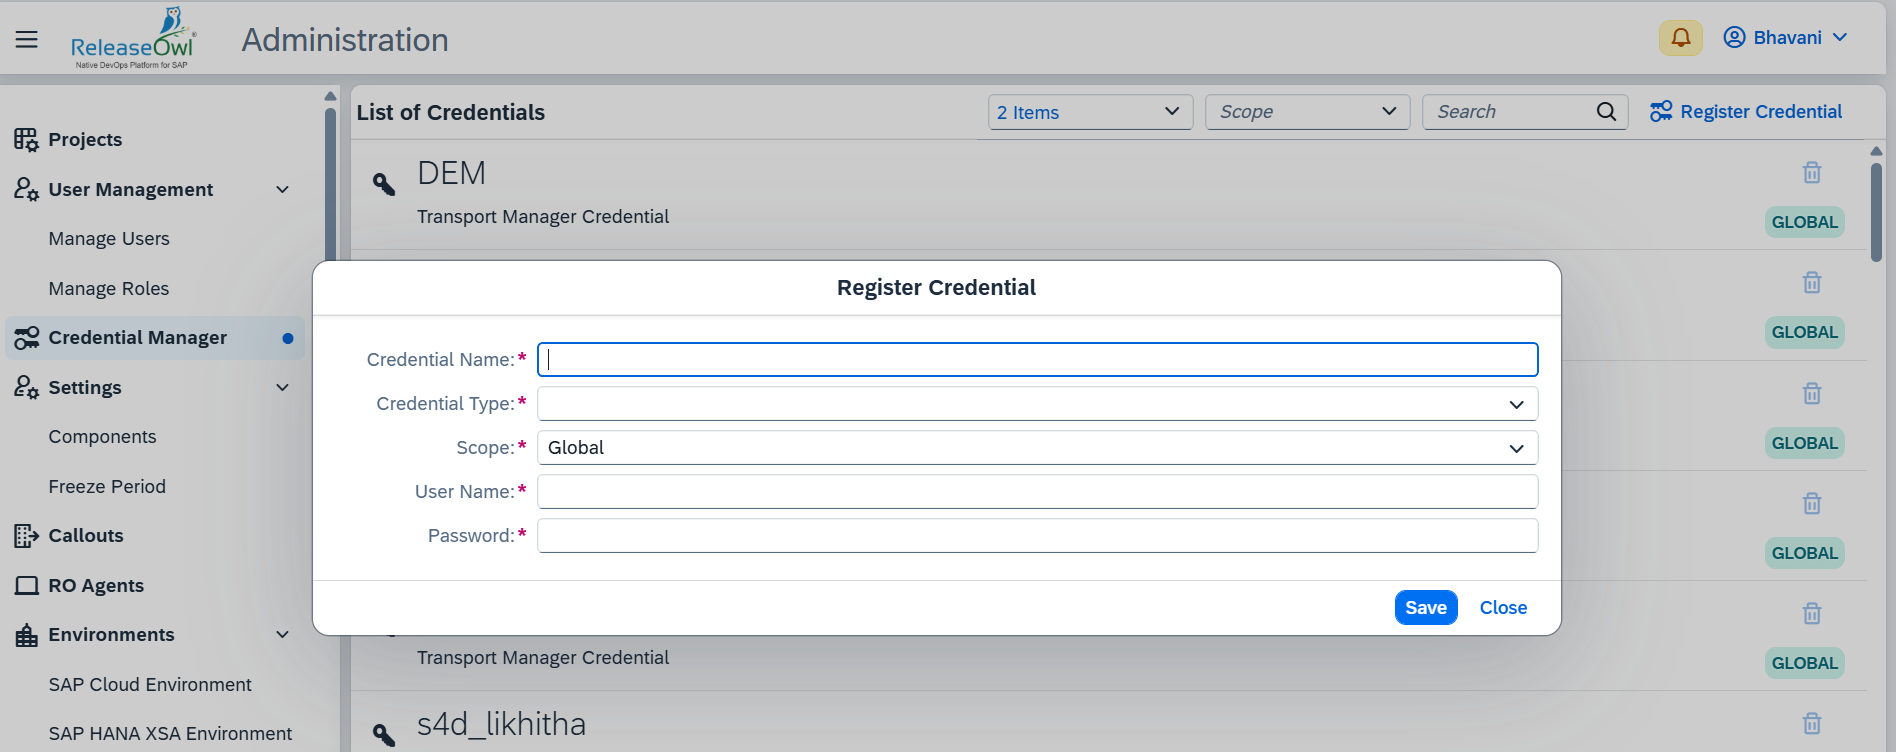 ReleaseOwl®
Native DevOps Platform for SAP
Administration
Bhavani
Projects
User Management
Manage Users
Manage Roles
Credential Manager
Settings
Components
Freeze Period
Callouts
RO Agents
Environments
SAP Cloud Environment
SAP HANA XSA Environment
List of Credentials
2 Items
Scope
Search
Register Credential
DEM
Transport Manager Credential
GLOBAL
GLOBAL
GLOBAL
GLOBAL
Register Credential
Credential Name:*
Credential Type:*
Scope:* Global
User Name:*
Password:*
Save Close
Transport Manager Credential
GLOBAL
s4d_likhitha